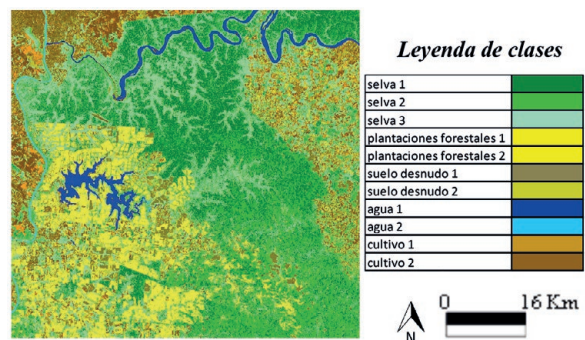 Leyenda de clases
selva 1
selva 2
selva 3
plantaciones forestales 1
plantaciones forestales 2
suelo desnudo 1
suelo desnudo 2
agua 1
agua 2
cultivo 1
cultivo 2
0 16 Km
N